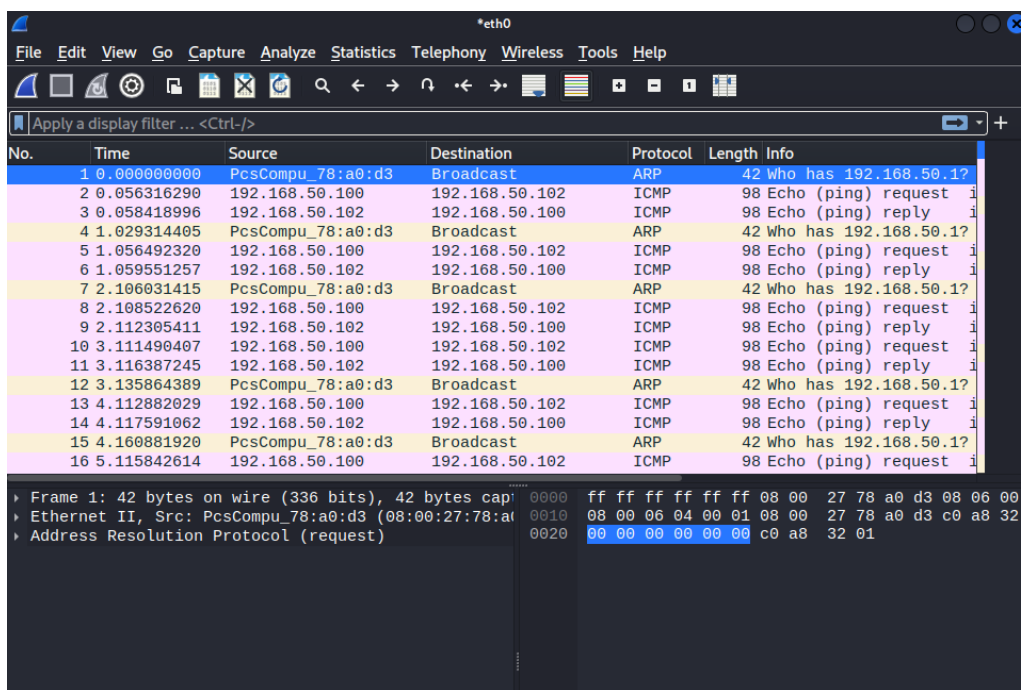 *eth0
File Edit View Go Capture Analyze Statistics Telephony Wireless Tools Help
Apply a display filter ... <Ctrl-/>
No. Time Source Destination Protocol Length Info
1 0.000000000 PcsCompu_78:a0:d3 Broadcast ARP 42 Who has 192.168.50.1?
2 0.056316290 192.168.50.100 192.168.50.102 ICMP 98 Echo (ping) request i
3 0.058418996 192.168.50.102 192.168.50.100 ICMP 98 Echo (ping) reply i
4 1.029314405 PcsCompu_78:a0:d3 Broadcast ARP 42 Who has 192.168.50.1?
5 1.056492320 192.168.50.100 192.168.50.102 ICMP 98 Echo (ping) request i
6 1.059551257 192.168.50.102 192.168.50.100 ICMP 98 Echo (ping) reply i
7 2.106031415 PcsCompu_78:a0:d3 Broadcast ARP 42 Who has 192.168.50.1?
8 2.108522620 192.168.50.100 192.168.50.102 ICMP 98 Echo (ping) request i
9 2.112305411 192.168.50.102 192.168.50.100 ICMP 98 Echo (ping) reply i
10 3.111490407 192.168.50.100 192.168.50.102 ICMP 98 Echo (ping) request i
11 3.116387245 192.168.50.102 192.168.50.100 ICMP 98 Echo (ping) reply i
12 3.135864389 PcsCompu_78:a0:d3 Broadcast ARP 42 Who has 192.168.50.1?
13 4.112882029 192.168.50.100 192.168.50.102 ICMP 98 Echo (ping) request i
14 4.117591062 192.168.50.102 192.168.50.100 ICMP 98 Echo (ping) reply i
15 4.160881920 PcsCompu_78:a0:d3 Broadcast ARP 42 Who has 192.168.50.1?
16 5.115842614 192.168.50.100 192.168.50.102 ICMP 98 Echo (ping) request i
Frame 1: 42 bytes on wire (336 bits), 42 bytes capt
Ethernet II, Src: PcsCompu_78:a0:d3 (08:00:27:78:a0
Address Resolution Protocol (request)
0000 ff ff ff ff ff ff 08 00 27 78 a0 d3 08 06 00
0010 08 00 06 04 00 01 08 00 27 78 a0 d3 c0 a8 32
0020 00 00 00 00 00 00 c0 a8 32 01